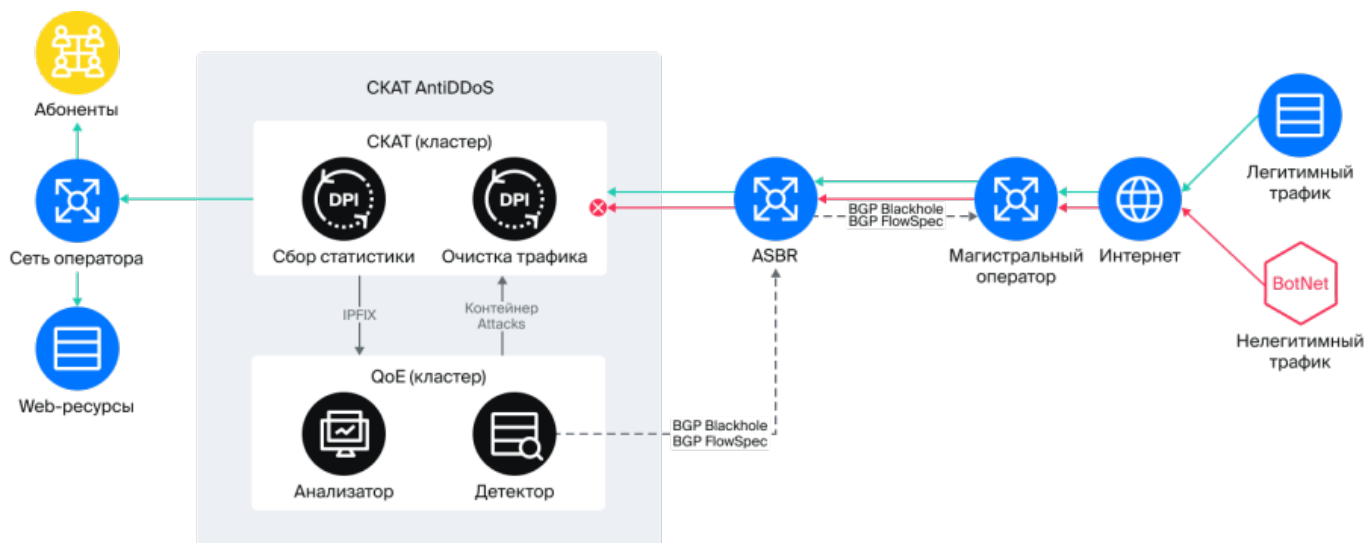 Абоненты
Сеть оператора
Web-ресурсы
СКАТ AntiDDoS
СКАТ (кластер)
DPI
DPI
Сбор статистики
Очистка трафика
IPFIX
Контейнер
Attacks
QoE (кластер)
Анализатор
Детектор
BGP Blackhole
BGP FlowSpec
ASBR
BGP Blackhole
BGP FlowSpec
Магистральный
оператор
Интернет
Легитимный
трафик
BotNet
Нелегитимный
трафик